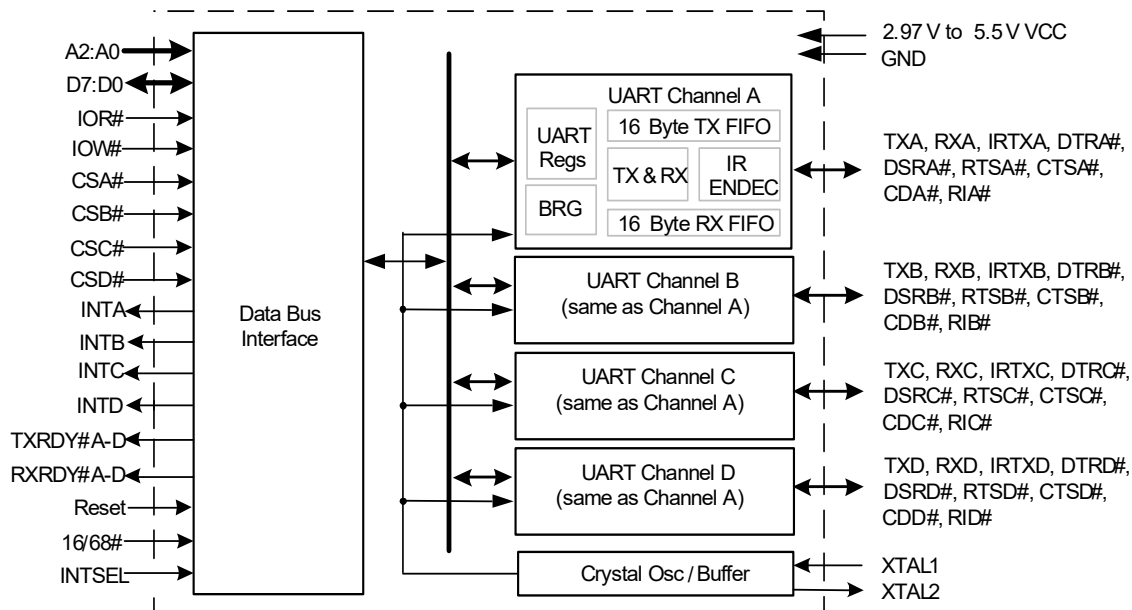 A2:A0
D7:D0
IOR#
IOW#
CSA#
CSB#
CSC#
CSD#
INTA
INTB
INTC
INTD
TXRDY#A-D
RXRDY#A-D
Reset
16/68#
INTSEL
Data Bus
Interface
2.97 V to 5.5 V VCC
GND
UART Channel A
UART
Regs
BRG
16 Byte TX FIFO
TX & RX
IR
ENDEC
16 Byte RX FIFO
TXA, RXA, IRTXA, DTRA#,
DSRA#, RTSA#, CTSA#,
CDA#, RIA#
UART Channel B
(same as Channel A)
TXB, RXB, IRTXB, DTRB#,
DSRB#, RTSB#, CTSB#,
CDB#, RIB#
UART Channel C
(same as Channel A)
TXC, RXC, IRTXC, DTRC#,
DSRC#, RTSC#, CTSC#,
CDC#, RIC#
UART Channel D
(same as Channel A)
TXD, RXD, IRTXD, DTRD#,
DSRD#, RTSD#, CTSD#,
CDD#, RID#
Crystal Osc / Buffer
XTAL1
XTAL2